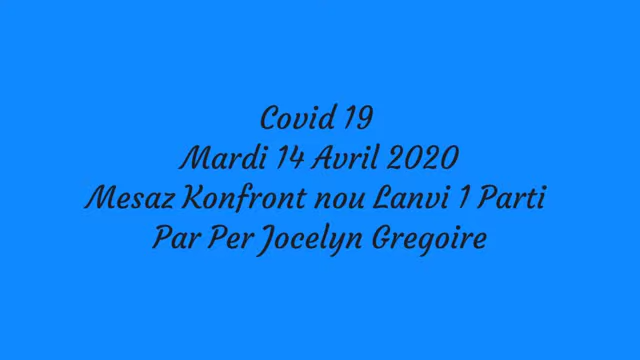 Covid 19
Mardi 14 Avril 2020
Mesaz Konfront nou Lanvi 1 Parti
Par Per Jocelyn Gregoire